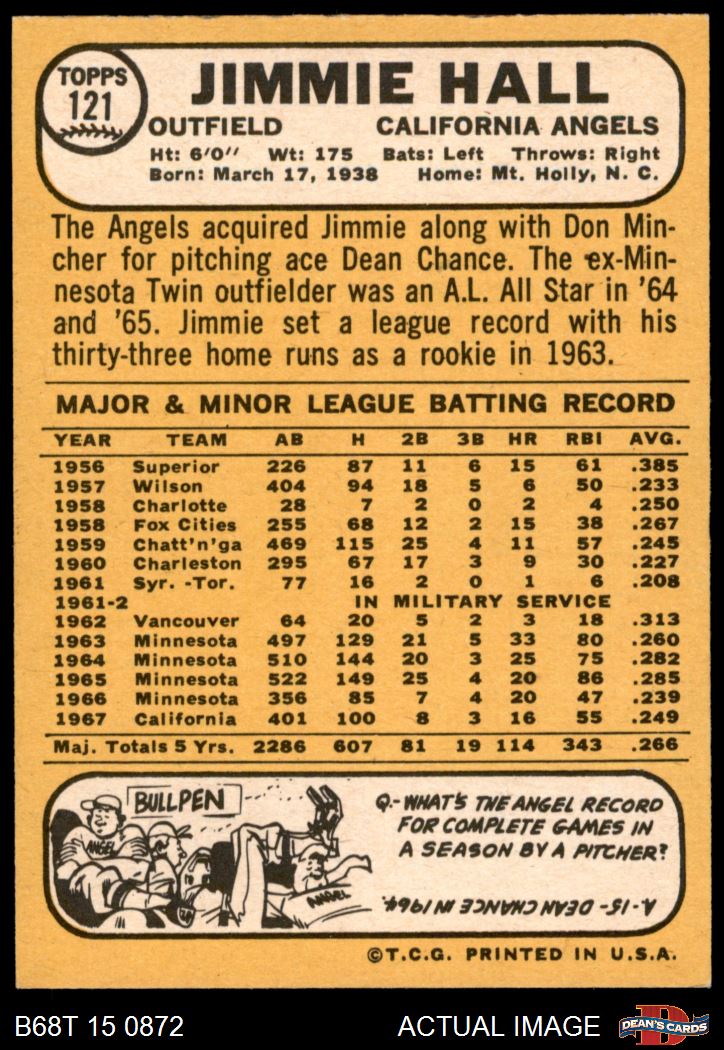 TOPPS
121
JIMMIE HALL
OUTFIELD CALIFORNIA ANGELS
Ht: 6'0" Wt: 175 Bats: Left Throws: Right
Born: March 17, 1938 Home: Mt. Holly, N. C.
The Angels acquired Jimmie along with Don Min-
cher for pitching ace Dean Chance. The ex-Min-
nesota Twin outfielder was an A.L. All Star in '64
and '65. Jimmie set a league record with his
thirty-three home runs as a rookie in 1963.
MAJOR & MINOR LEAGUE BATTING RECORD
YEAR TEAM AB H 2B 3B HR RBI AVG.
1956 Superior 226 87 11 6 15 61 .385
1957 Wilson 404 94 18 5 6 50 .233
1958 Charlotte 28 7 2 0 2 4 .250
1958 Fox Cities 255 68 12 2 15 38 .267
1959 Chatt'n'ga 469 115 25 4 11 57 .245
1960 Charleston 295 67 17 3 9 30 .227
1961 Syr. -Tor. 77 16 2 0 1 6 .208
1961-2 IN MILITARY SERVICE
1962 Vancouver 64 20 5 2 3 18 .313
1963 Minnesota 497 129 21 5 33 80 .260
1964 Minnesota 510 144 20 3 25 75 .282
1965 Minnesota 522 149 25 4 20 86 .285
1966 Minnesota 356 85 7 4 20 47 .239
1967 California 401 100 8 3 16 55 .249
Maj. Totals 5 Yrs. 2286 607 81 19 114 343 .266
BULLPEN
ANGEL
ANGEL
Q.-WHAT'S THE ANGEL RECORD
FOR COMPLETE GAMES IN
A SEASON BY A PITCHER?
A-15-DEAN CHANCE IN 1964.
©T.C.G. PRINTED IN U.S.A.
B68T 15 0872 ACTUAL IMAGE
D
DEAN'S CARDS